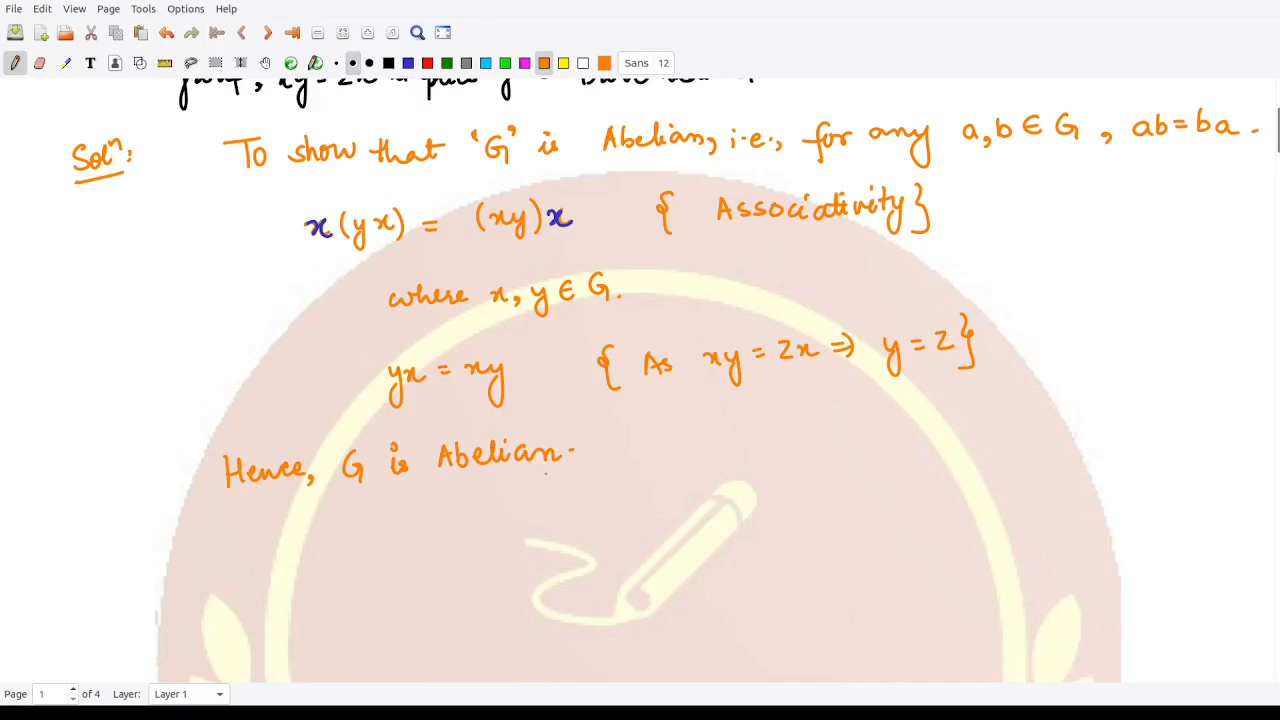 File Edit View Page Tools Options Help
Sans 12
Solⁿ: To show that 'G' is Abelian, i.e., for any a, b ∈ G, ab = ba.
x(yx) = (xy)x { Associativity}
where x, y ∈ G.
yx = xy { As xy = zx ⇒ y = z}
Hence, G is Abelian.
Page 1 of 4 Layer: Layer 1